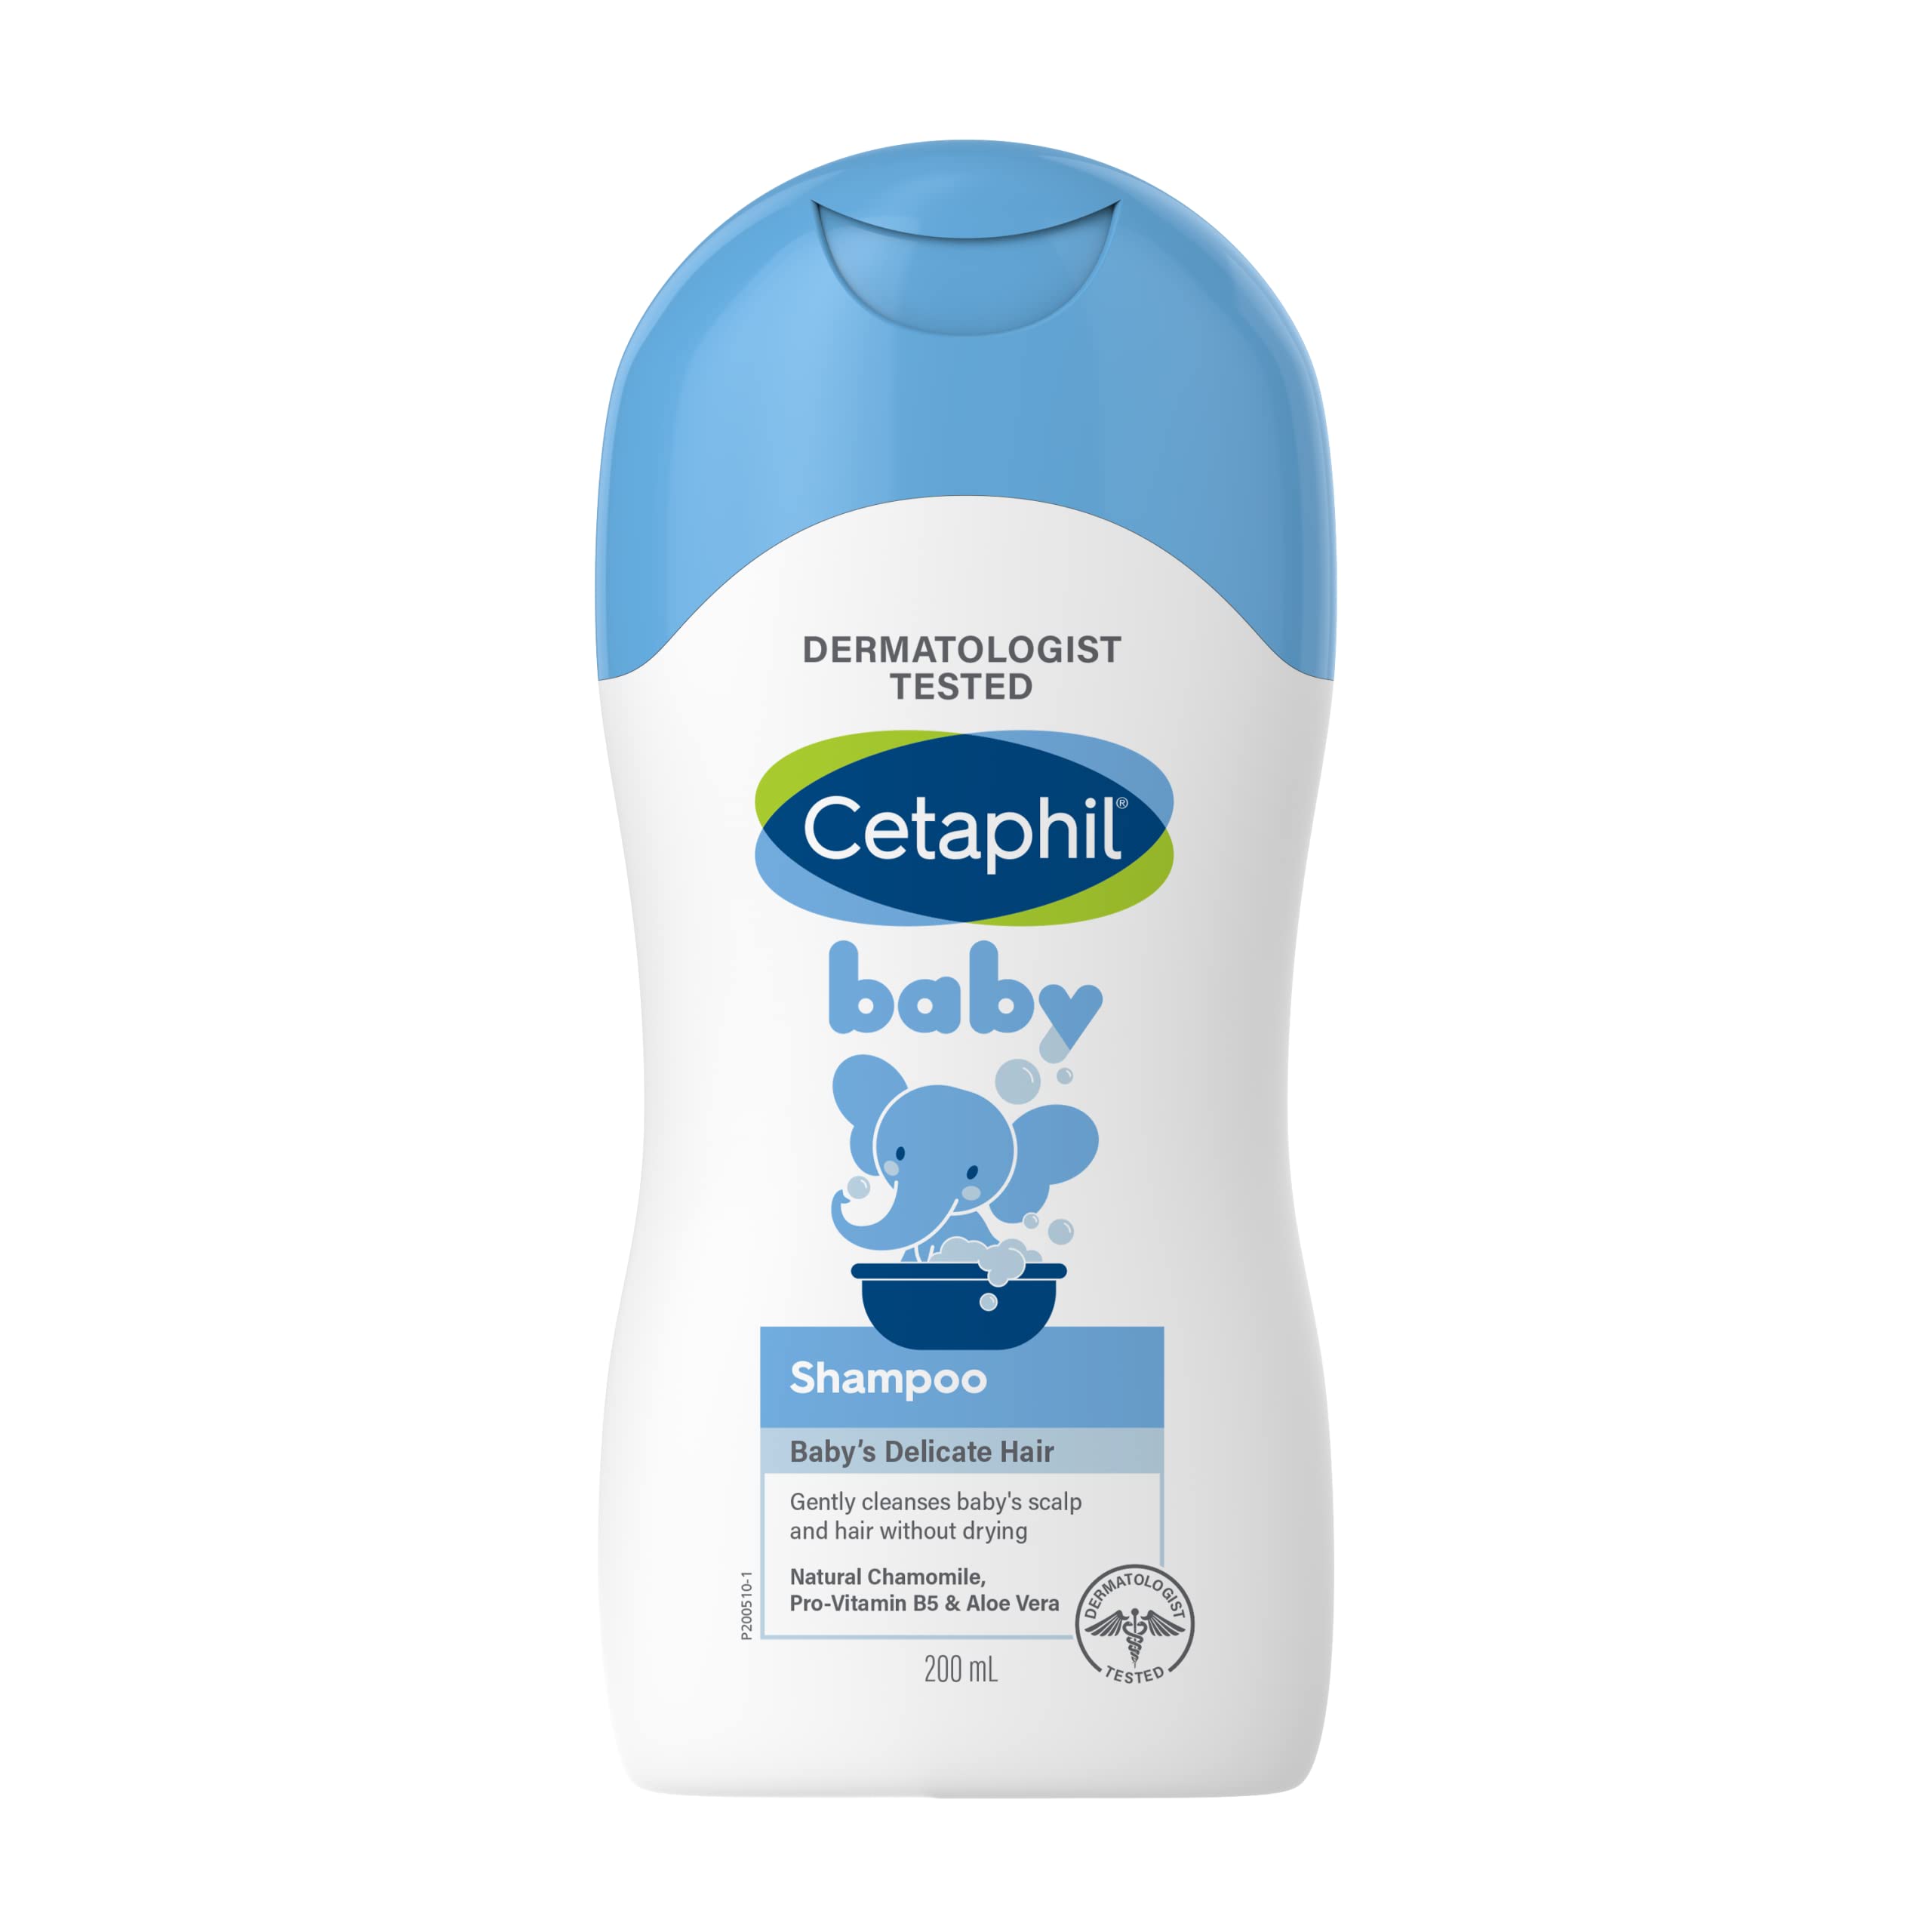 DERMATOLOGIST
TESTED
Cetaphil®
baby
Shampoo
Baby's Delicate Hair
Gently cleanses baby's scalp
and hair without drying
Natural Chamomile,
Pro-Vitamin B5 & Aloe Vera
P200510-1
DERMATOLOGIST
TESTED
200 mL